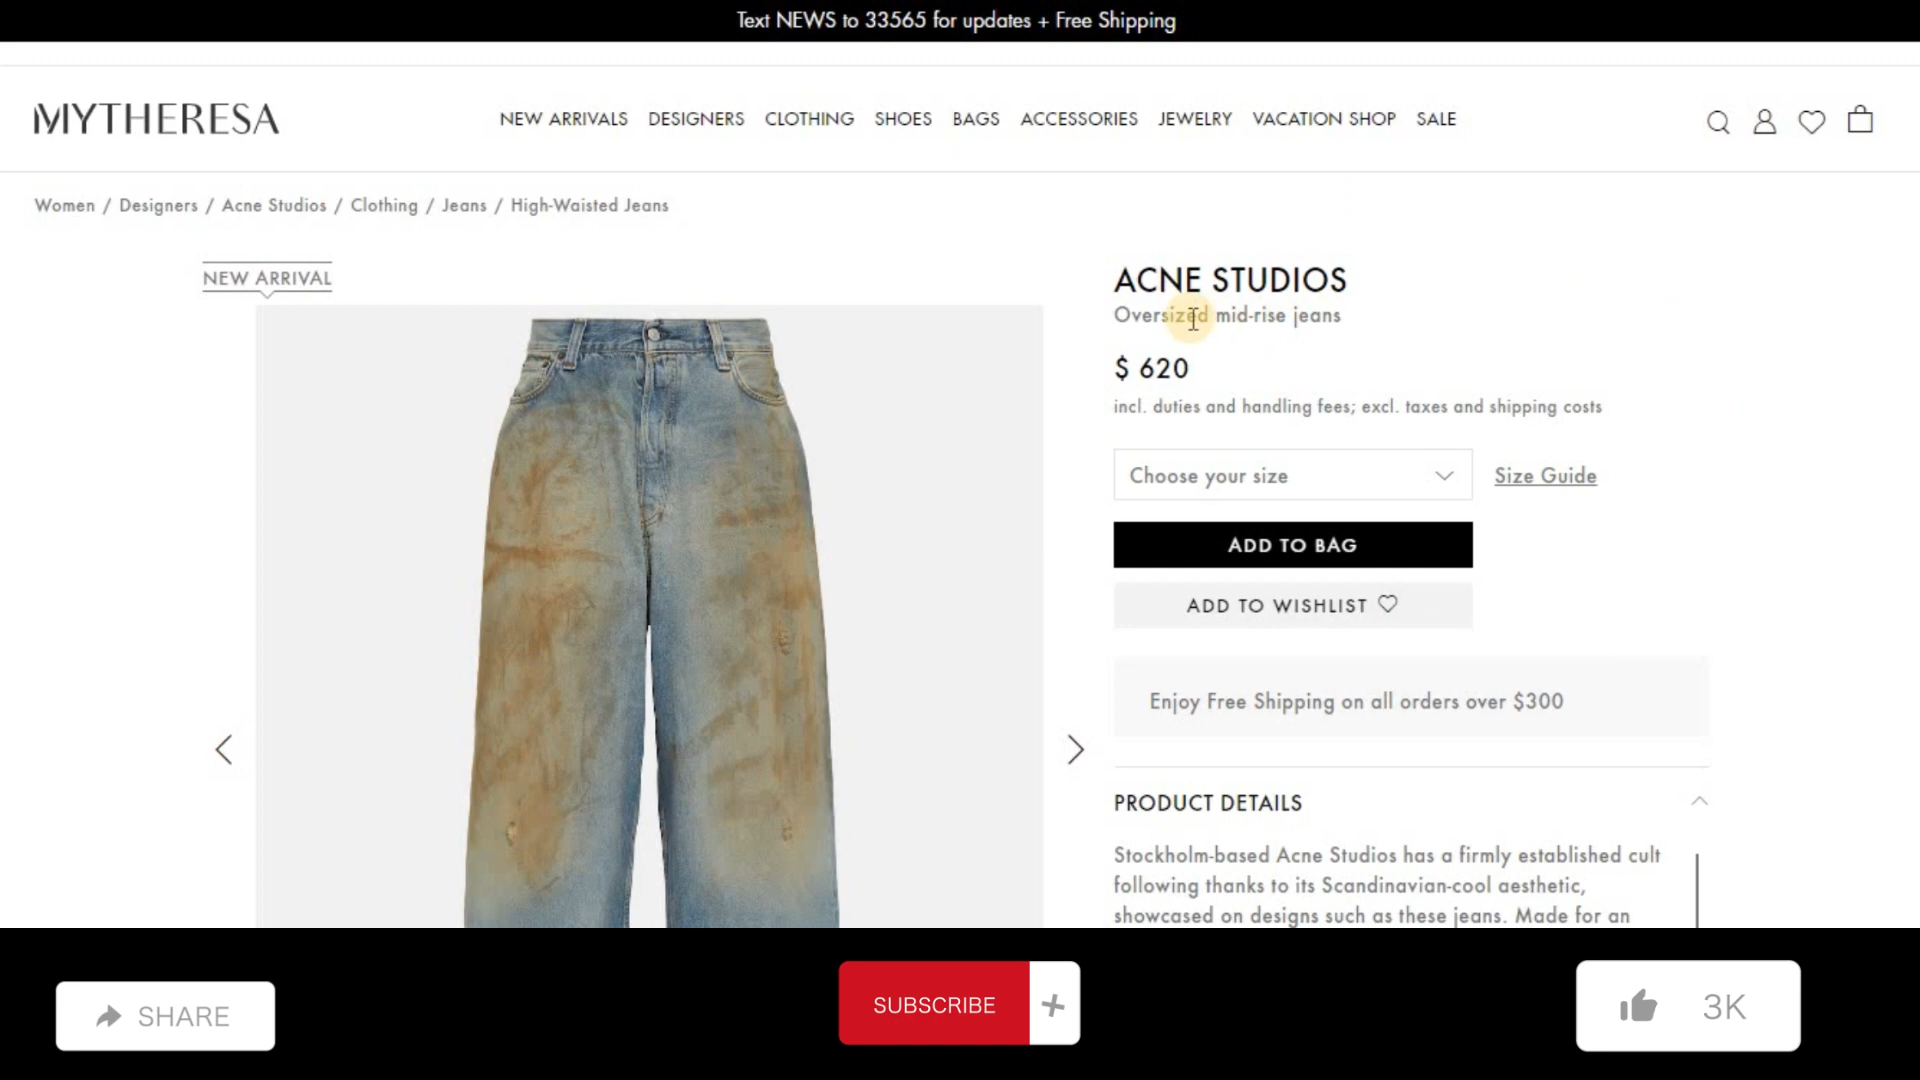 Text NEWS to 33565 for updates + Free Shipping
MYTHERESA
NEW ARRIVALS DESIGNERS CLOTHING SHOES BAGS ACCESSORIES JEWELRY VACATION SHOP SALE
Women / Designers / Acne Studios / Clothing / Jeans / High-Waisted Jeans
NEW ARRIVAL
ACNE STUDIOS
Oversized mid-rise jeans
$ 620
incl. duties and handling fees; excl. taxes and shipping costs
Choose your size
Size Guide
ADD TO BAG
ADD TO WISHLIST
Enjoy Free Shipping on all orders over $300
PRODUCT DETAILS
Stockholm-based Acne Studios has a firmly established cult
following thanks to its Scandinavian-cool aesthetic,
showcased on designs such as these jeans. Made for an
SHARE
SUBSCRIBE +
3K